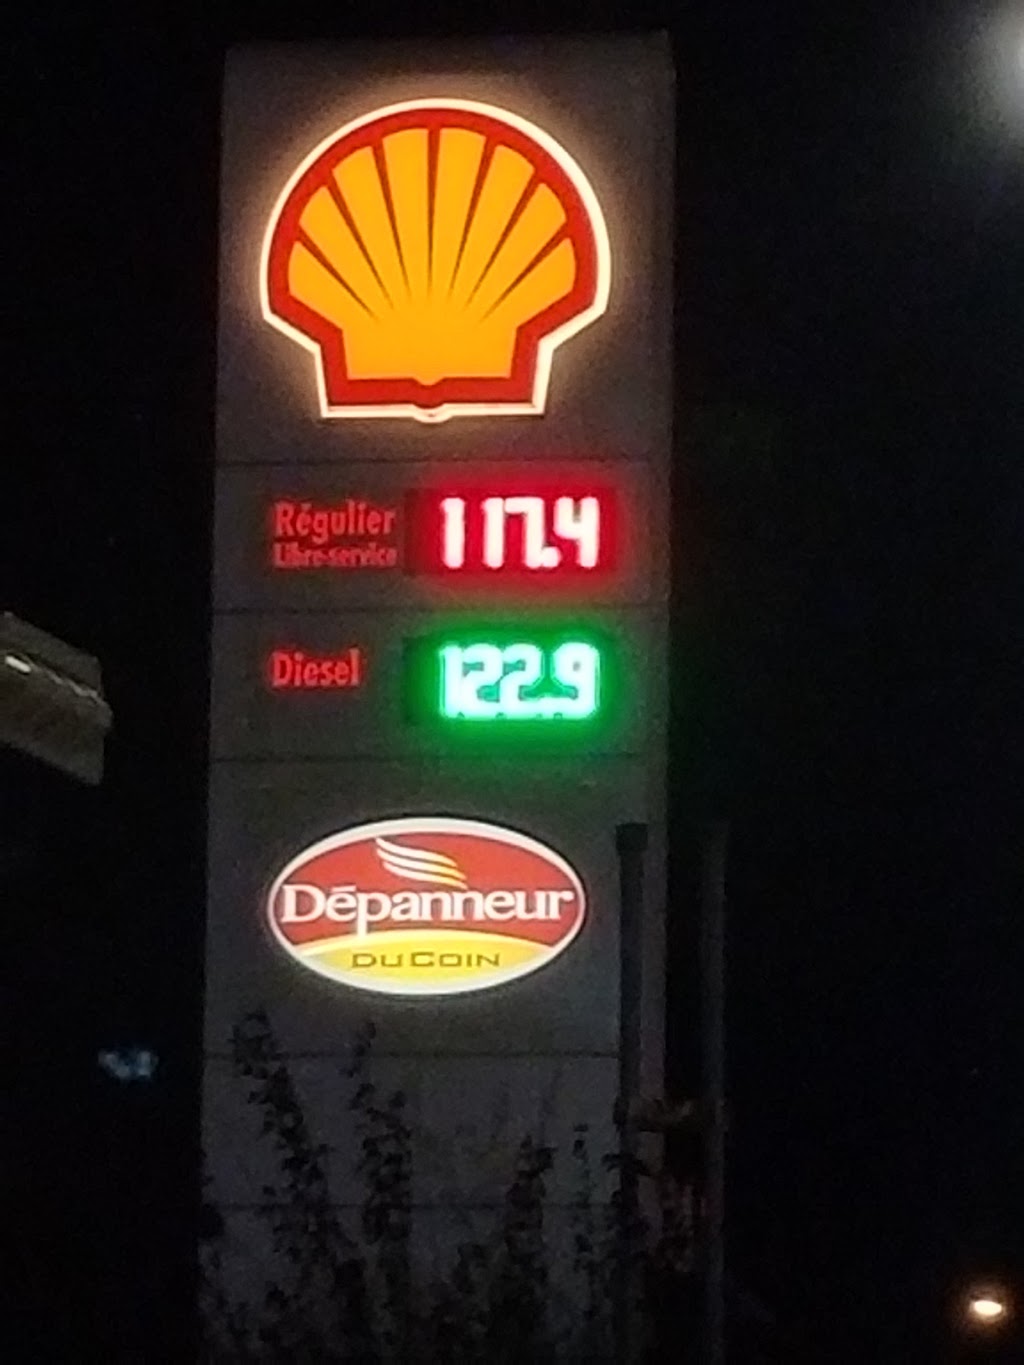 Régulier 117.4
Libre-service
Diesel 122.9
Dépanneur
DU COIN